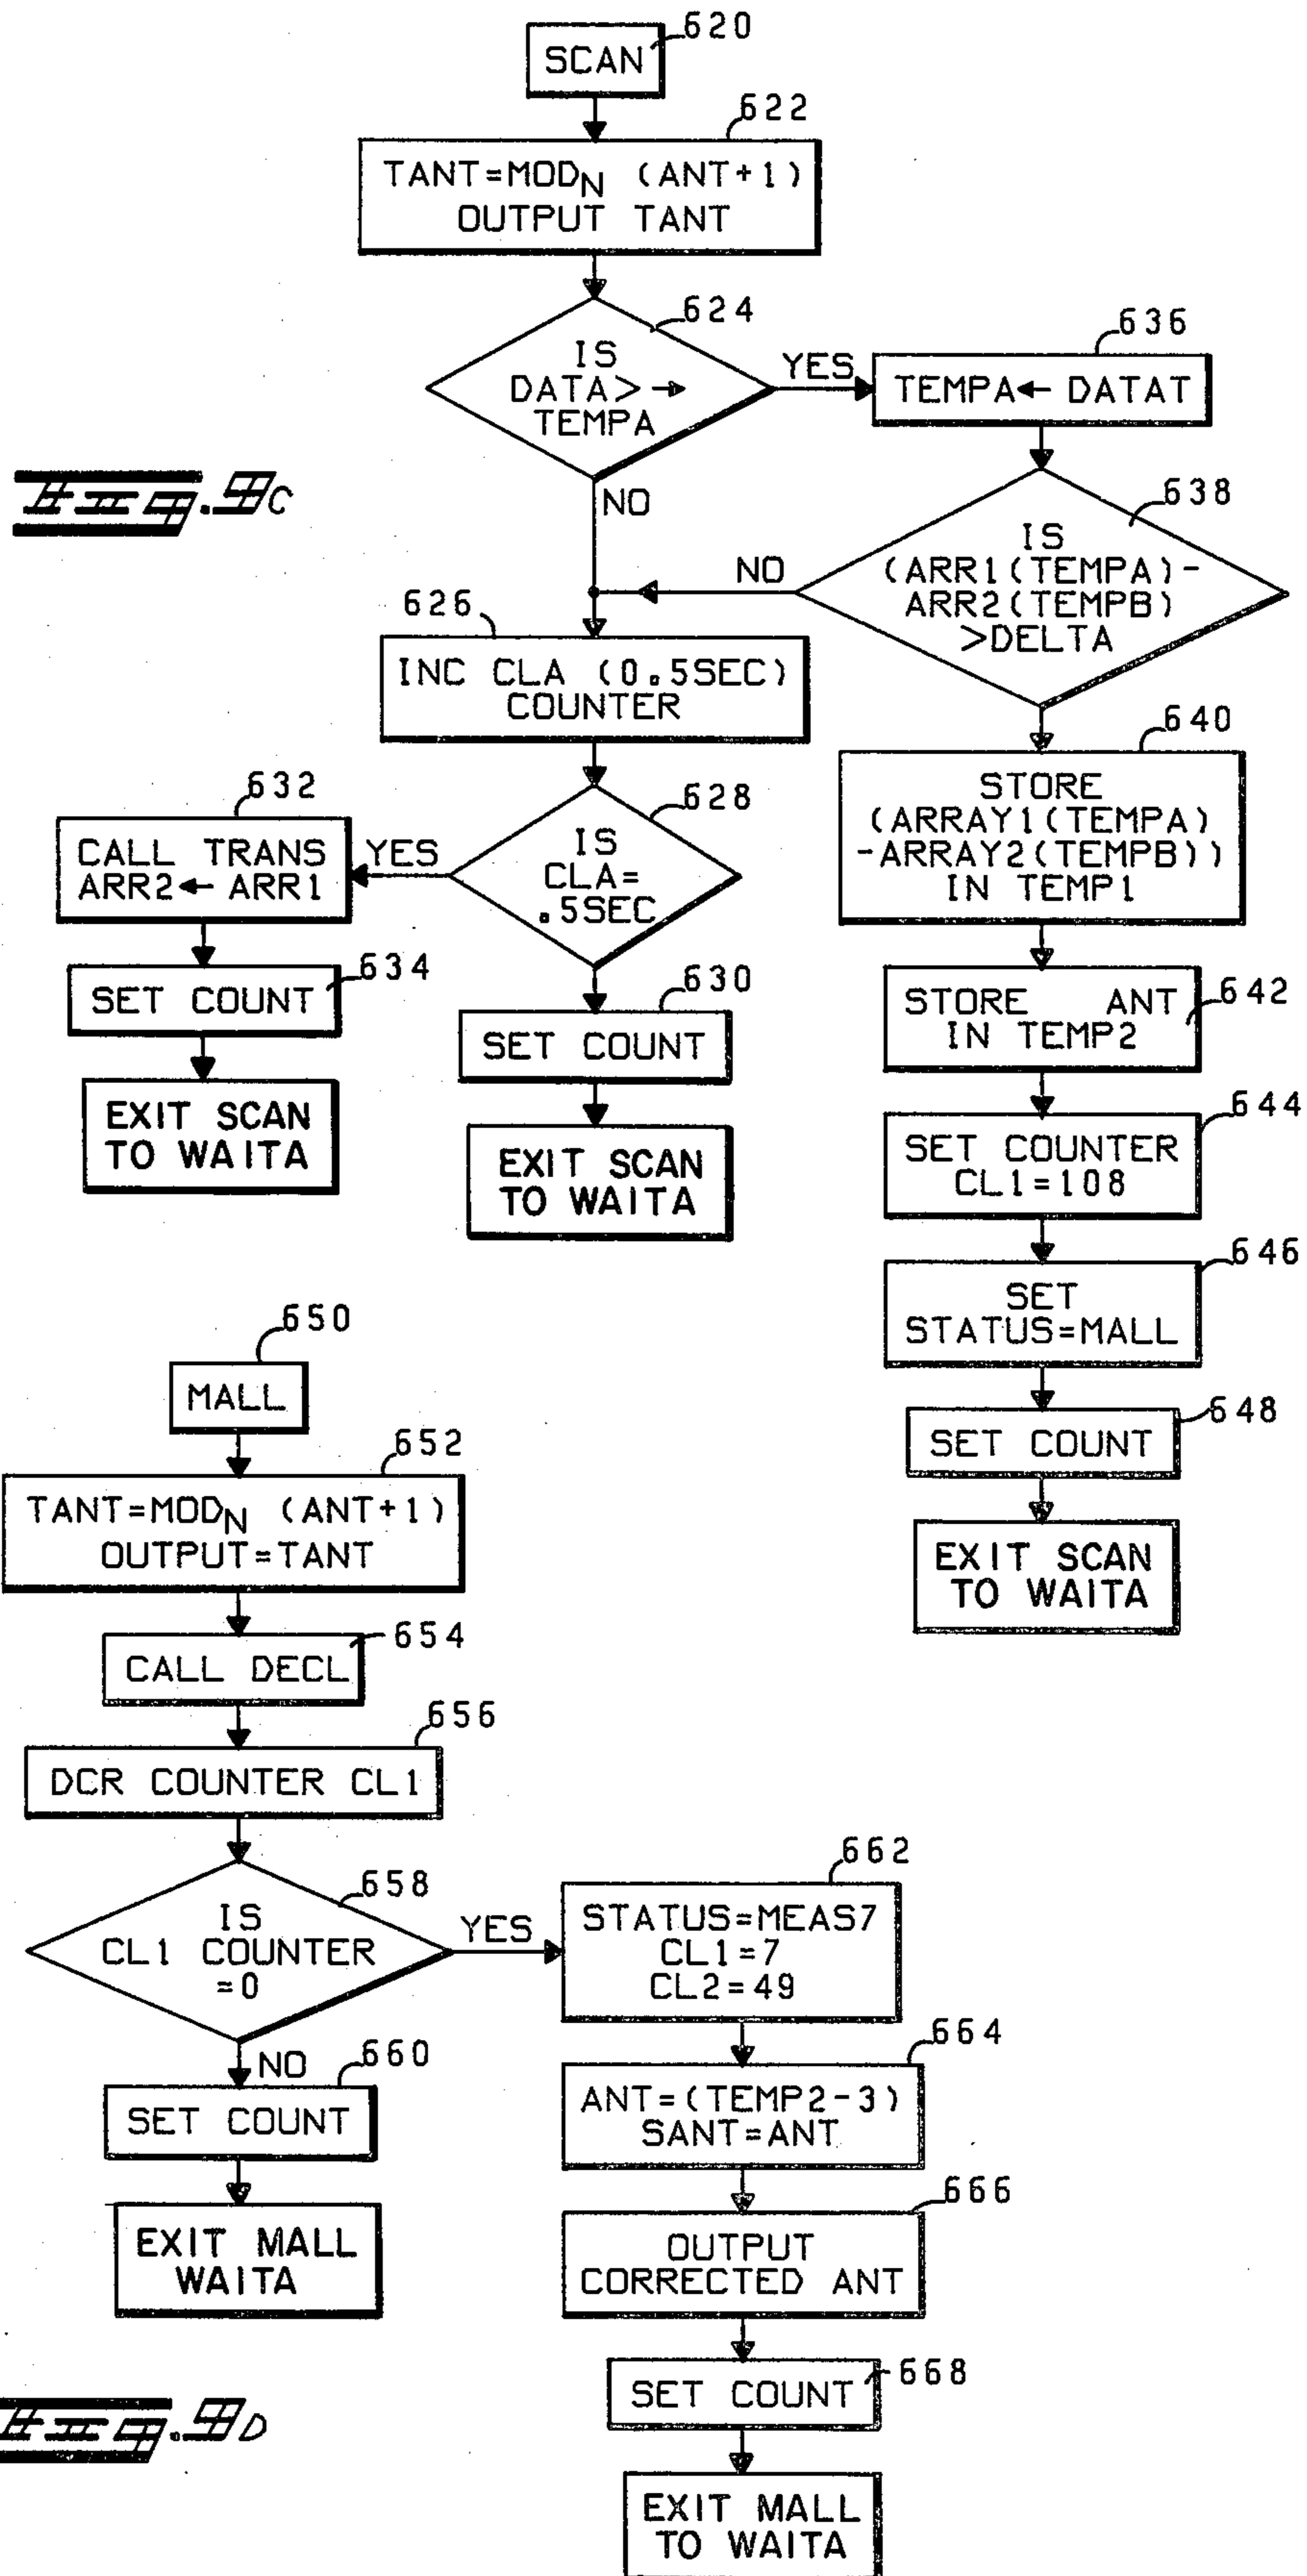 620
SCAN
622
TANT=MODN (ANT+1)
OUTPUT TANT
624
IS
DATA> →
TEMPA
YES
NO
636
TEMPA← DATAT
638
IS
(ARR1(TEMPA)-
ARR2(TEMPB)
>DELTA
NO
Fig. 9C
626
INC CLA (0.5SEC)
COUNTER
628
IS
CLA=
.5SEC
YES
632
CALL TRANS
ARR2← ARR1
634
SET COUNT
EXIT SCAN
TO WAITA
630
SET COUNT
EXIT SCAN
TO WAITA
640
STORE
(ARRAY1(TEMPA)
-ARRAY2(TEMPB))
IN TEMP1
642
STORE ANT
IN TEMP2
644
SET COUNTER
CL1=108
646
SET
STATUS=MALL
648
SET COUNT
EXIT SCAN
TO WAITA
650
MALL
652
TANT=MODN (ANT+1)
OUTPUT=TANT
654
CALL DECL
656
DCR COUNTER CL1
658
IS
CL1 COUNTER
=0
YES
NO
660
SET COUNT
EXIT MALL
WAITA
662
STATUS=MEAS7
CL1=7
CL2=49
664
ANT=(TEMP2-3)
SANT=ANT
666
OUTPUT
CORRECTED ANT
668
SET COUNT
EXIT MALL
TO WAITA
Fig. 9D